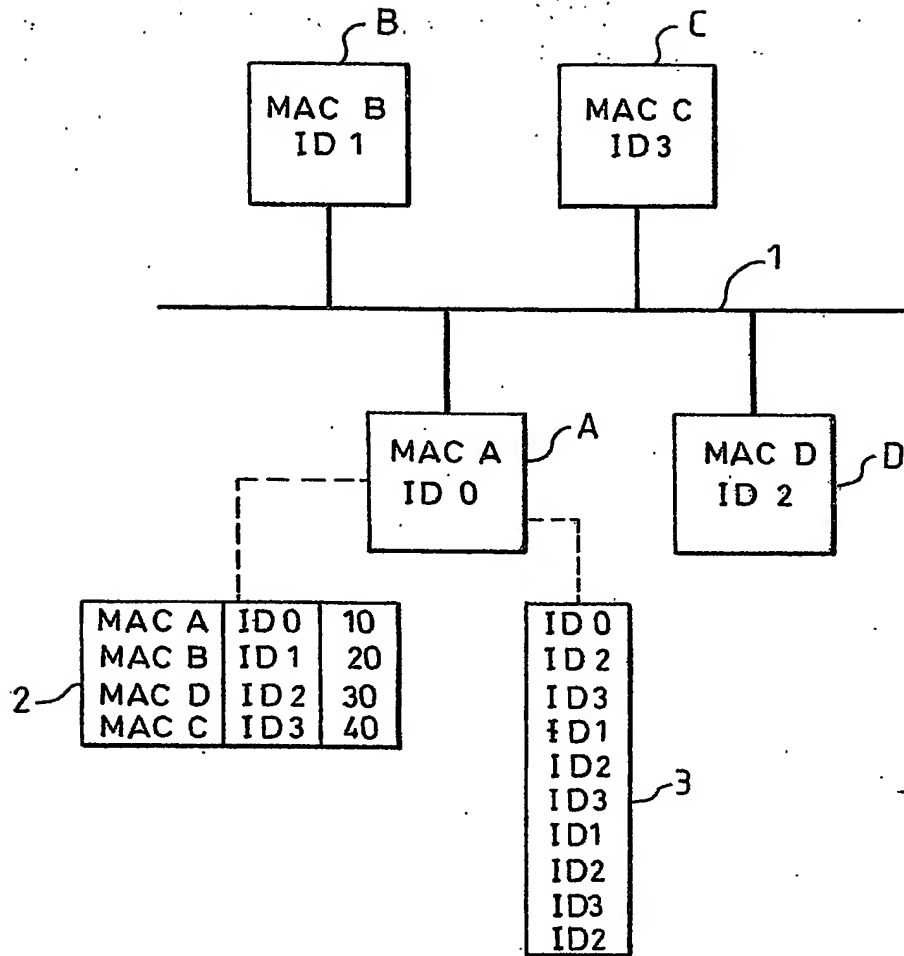 B
C
MAC B
ID 1
MAC C
ID3
1
A
MAC A
ID 0
MAC D
ID 2
D
2
MAC A ID0 10
MAC B ID1 20
MAC D ID2 30
MAC C ID3 40
3
ID 0
ID 2
ID3
ID1
ID2
ID3
ID1
ID2
ID3
ID2